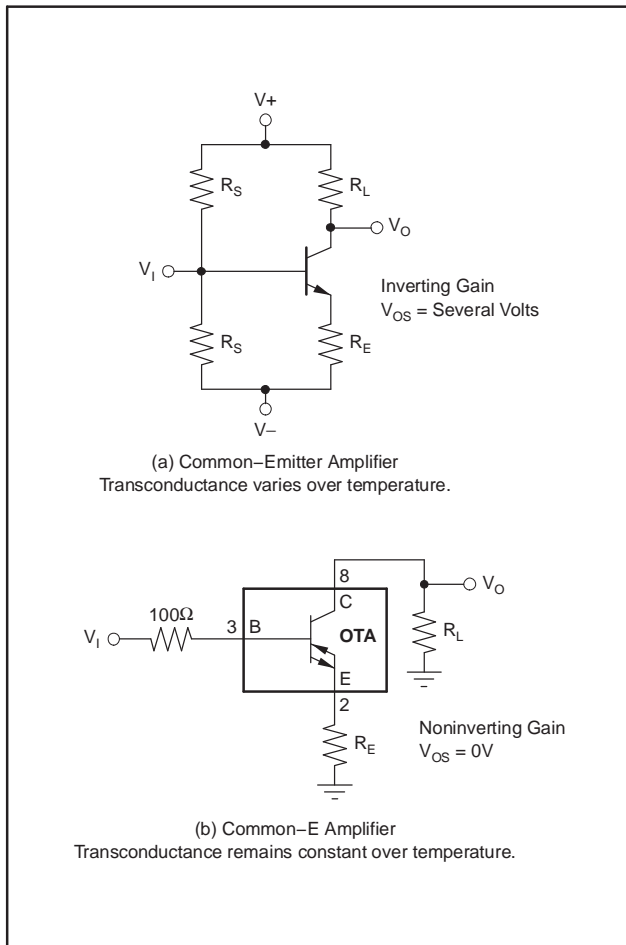 V+
R_S
R_L
V_O
V_I
Inverting Gain
V_OS = Several Volts
R_S
R_E
V−
(a) Common−Emitter Amplifier
Transconductance varies over temperature.
8
V_O
100Ω
C
V_I
3
B
OTA
R_L
E
2
Noninverting Gain
R_E
V_OS = 0V
(b) Common−E Amplifier
Transconductance remains constant over temperature.